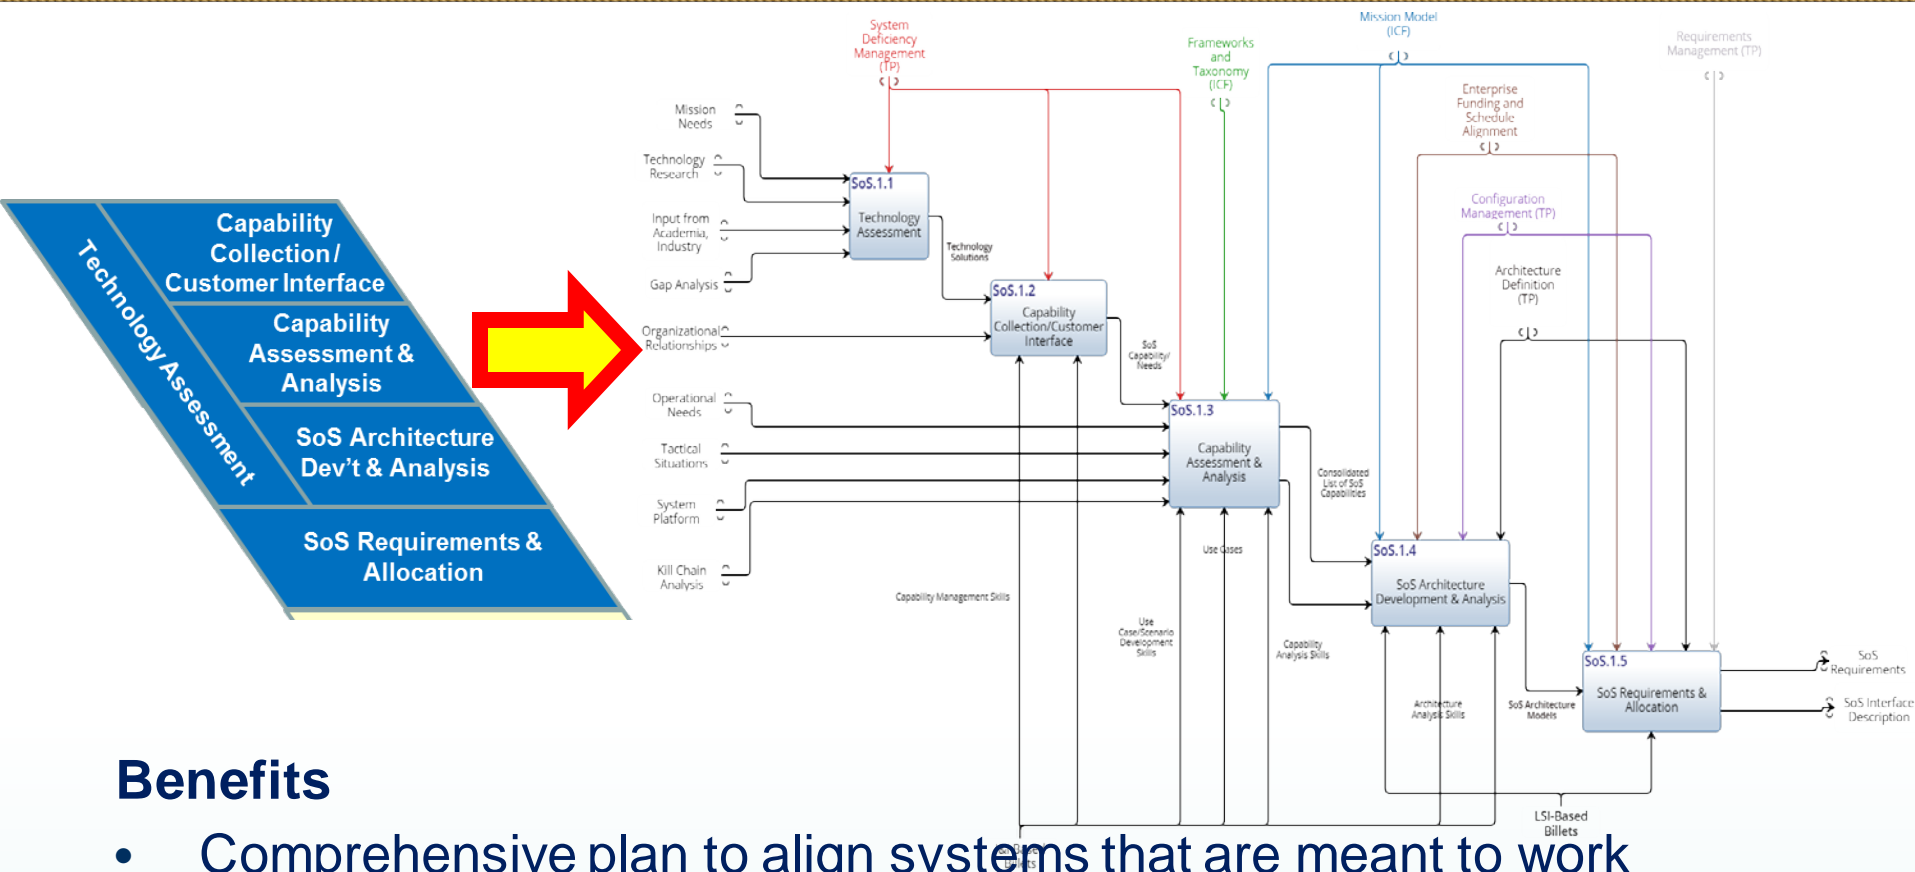 System
Deficiency
Management
(TP)
Frameworks
and
Taxonomy
(ICF)
Mission Model
(ICF)
Requirements
Management (TP)
Enterprise
Funding and
Schedule
Alignment
Configuration
Management (TP)
Architecture
Definition
(TP)
Mission
Needs
Technology
Research
Input from
Academia,
Industry
Gap Analysis
Organizational
Relationships
Operational
Needs
Tactical
Situations
System
Platform
Kill Chain
Analysis
SoS.1.1
Technology
Assessment
Technology
Solutions
SoS.1.2
Capability
Collection/Customer
Interface
SoS
Capability/
Needs
SoS.1.3
Capability
Assessment &
Analysis
Consolidated
List of SoS
Capabilities
Use Cases
SoS.1.4
SoS Architecture
Development & Analysis
SoS Architecture
Models
SoS.1.5
SoS Requirements &
Allocation
SoS
Requirements
SoS Interface
Description
Capability Management Skills
Use
Case/Scenario
Development
Skills
Capability
Analysis Skills
Architecture
Analysis Skills
LSI-Based
Billets
Technology Assessment
Capability
Collection/
Customer Interface
Capability
Assessment &
Analysis
SoS Architecture
Dev't & Analysis
SoS Requirements &
Allocation
Benefits
• Comprehensive plan to align systems that are meant to work